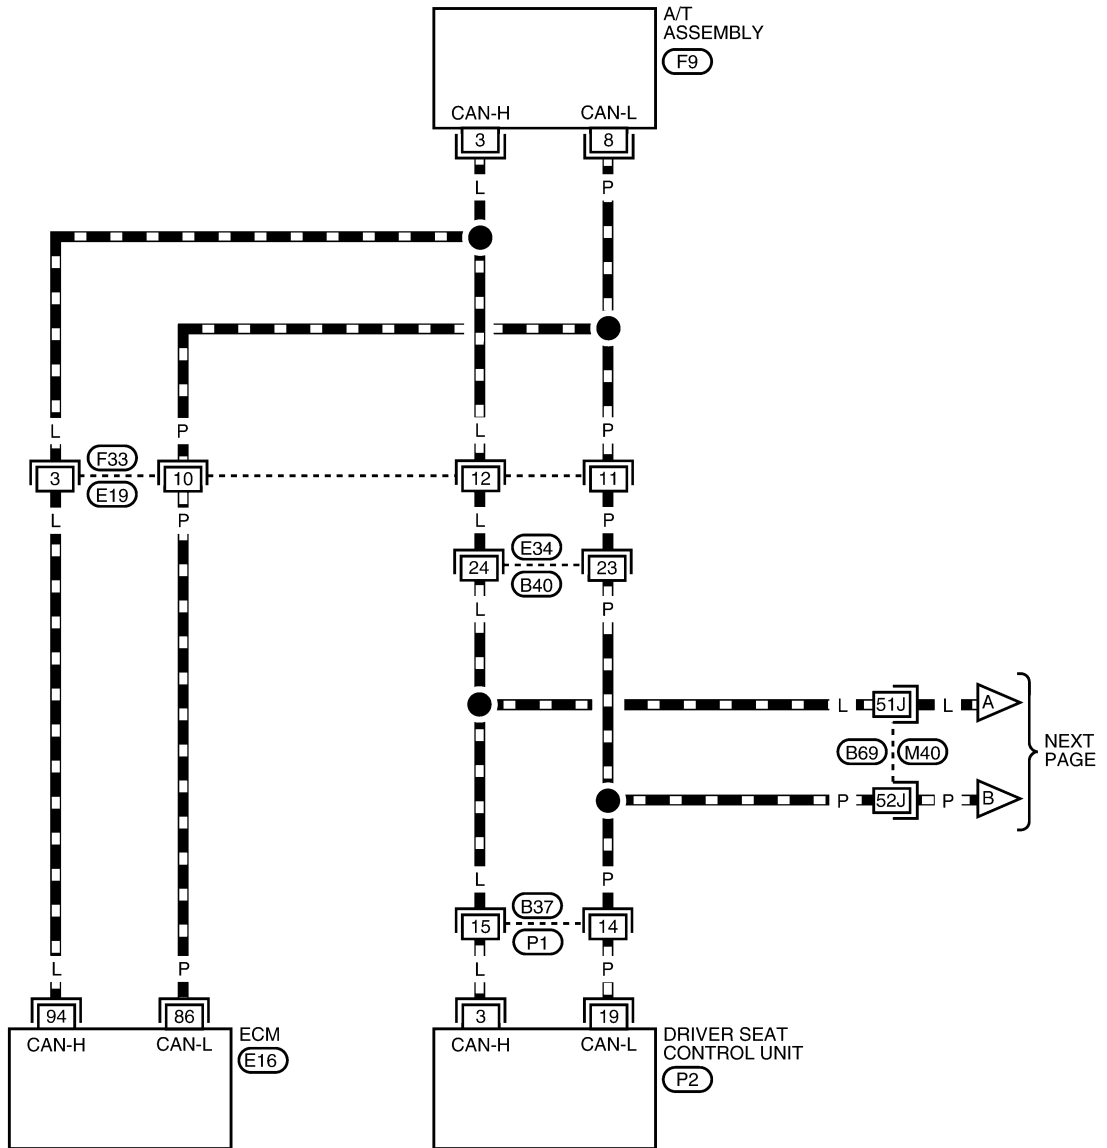 A/T
ASSEMBLY
F9
CAN-H CAN-L
3 8
L P
L P L P
F33
3 10 12 11
E19
L P L P
E34
24 23
B40
L P
L 51J L A
B69 M40
NEXT
PAGE
P 52J P B
L P
B37
15 14
P1
L P L P
94 86 3 19
ECM
CAN-H CAN-L
E16
DRIVER SEAT
CONTROL UNIT
CAN-H CAN-L
P2